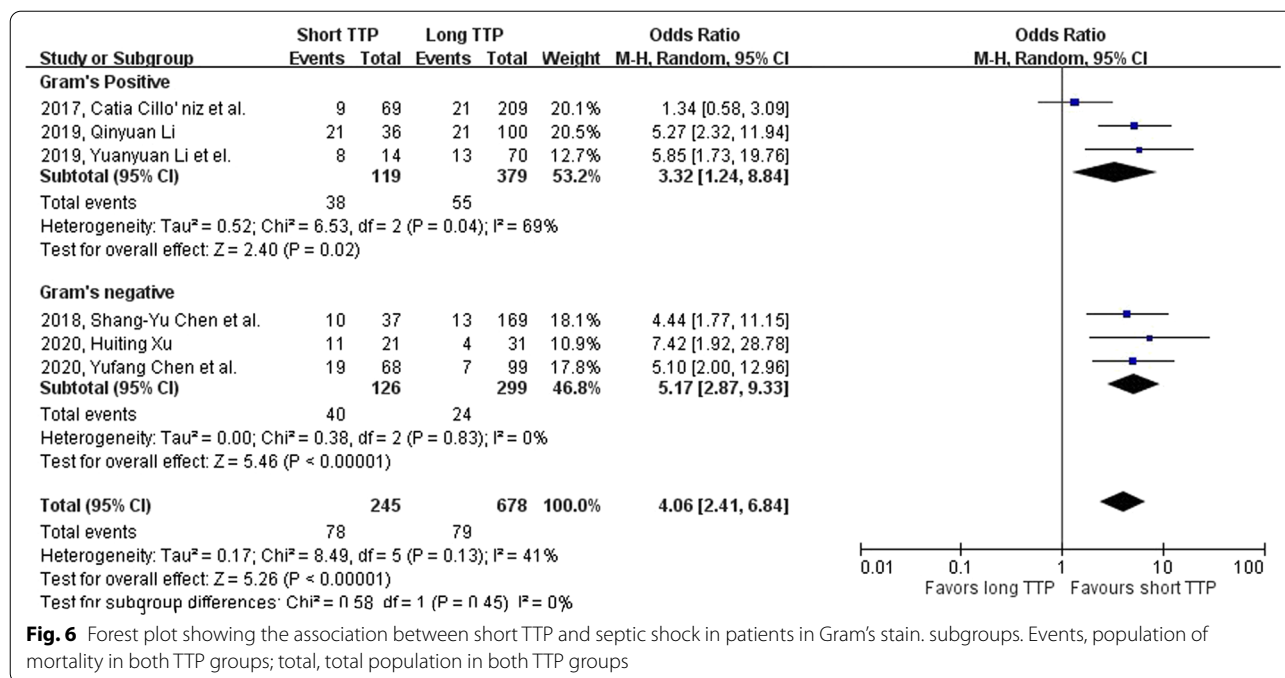 Short TTP Long TTP Odds Ratio Odds Ratio
Study or Subgroup Events Total Events Total Weight M-H, Random, 95% CI M-H, Random, 95% CI
Gram's Positive
2017, Catia Cillo' niz et al. 9 69 21 209 20.1% 1.34 [0.58, 3.09]
2019, Qinyuan Li 21 36 21 100 20.5% 5.27 [2.32, 11.94]
2019, Yuanyuan Li et el. 8 14 13 70 12.7% 5.85 [1.73, 19.76]
Subtotal (95% CI) 119 379 53.2% 3.32 [1.24, 8.84]
Total events 38 55
Heterogeneity: Tau² = 0.52; Chi² = 6.53, df = 2 (P = 0.04); I² = 69%
Test for overall effect: Z = 2.40 (P = 0.02)
Gram's negative
2018, Shang-Yu Chen et al. 10 37 13 169 18.1% 4.44 [1.77, 11.15]
2020, Huiting Xu 11 21 4 31 10.9% 7.42 [1.92, 28.78]
2020, Yufang Chen et al. 19 68 7 99 17.8% 5.10 [2.00, 12.96]
Subtotal (95% CI) 126 299 46.8% 5.17 [2.87, 9.33]
Total events 40 24
Heterogeneity: Tau² = 0.00; Chi² = 0.38, df = 2 (P = 0.83); I² = 0%
Test for overall effect: Z = 5.46 (P < 0.00001)
Total (95% CI) 245 678 100.0% 4.06 [2.41, 6.84]
Total events 78 79
Heterogeneity: Tau² = 0.17; Chi² = 8.49, df = 5 (P = 0.13); I² = 41%
Test for overall effect: Z = 5.26 (P < 0.00001)
Test for subgroup differences: Chi² = 0.58 df = 1 (P = 0.45) I² = 0%
0.01 0.1 1 10 100
Favors long TTP Favours short TTP
Fig. 6 Forest plot showing the association between short TTP and septic shock in patients in Gram's stain. subgroups. Events, population of
mortality in both TTP groups; total, total population in both TTP groups